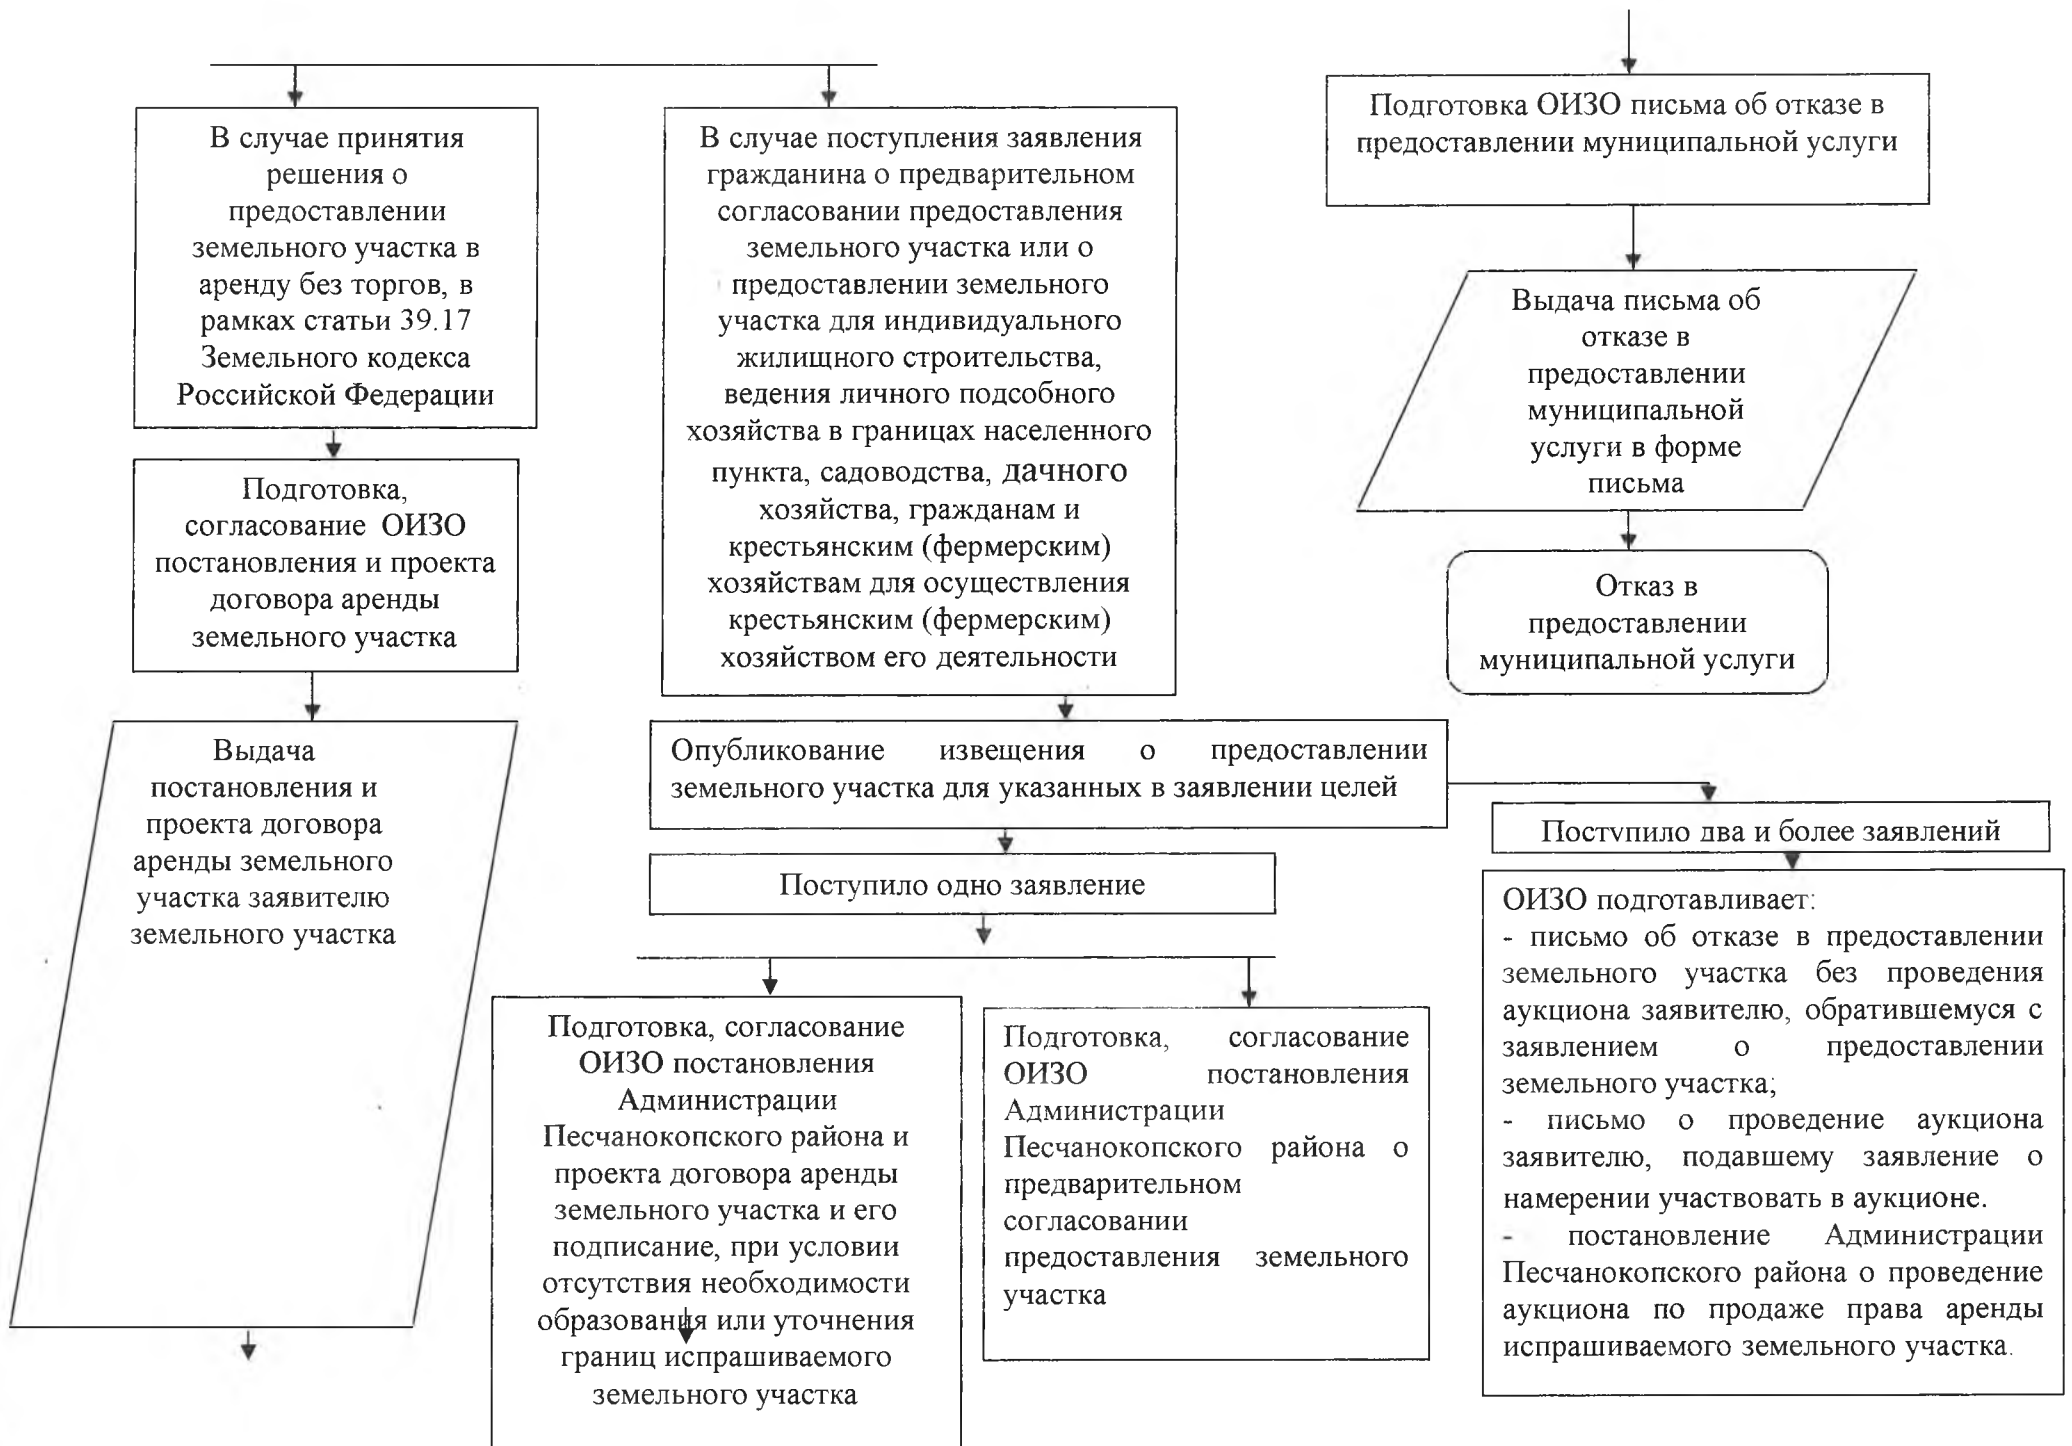 В случае принятия
решения о
предоставлении
земельного участка в
аренду без торгов, в
рамках статьи 39.17
Земельного кодекса
Российской Федерации
Подготовка,
согласование ОИЗО
постановления и проекта
договора аренды
земельного участка
Выдача
постановления и
проекта договора
аренды земельного
участка заявителю
земельного участка
В случае поступления заявления
гражданина о предварительном
согласовании предоставления
земельного участка или о
предоставлении земельного
участка для индивидуального
жилищного строительства,
ведения личного подсобного
хозяйства в границах населенного
пункта, садоводства, дачного
хозяйства, гражданам и
крестьянским (фермерским)
хозяйствам для осуществления
крестьянским (фермерским)
хозяйством его деятельности
Опубликование извещения о предоставлении
земельного участка для указанных в заявлении целей
Поступило одно заявление
Подготовка, согласование
ОИЗО постановления
Администрации
Песчанокопского района и
проекта договора аренды
земельного участка и его
подписание, при условии
отсутствия необходимости
образования или уточнения
границ испрашиваемого
земельного участка
Подготовка, согласование
ОИЗО постановления
Администрации
Песчанокопского района о
предварительном
согласовании
предоставления земельного
участка
Подготовка ОИЗО письма об отказе в
предоставлении муниципальной услуги
Выдача письма об
отказе в
предоставлении
муниципальной
услуги в форме
письма
Отказ в
предоставлении
муниципальной услуги
Поступило два и более заявлений
ОИЗО подготавливает:
- письмо об отказе в предоставлении
земельного участка без проведения
аукциона заявителю, обратившемуся с
заявлением о предоставлении
земельного участка;
- письмо о проведение аукциона
заявителю, подавшему заявление о
намерении участвовать в аукционе.
- постановление Администрации
Песчанокопского района о проведение
аукциона по продаже права аренды
испрашиваемого земельного участка.